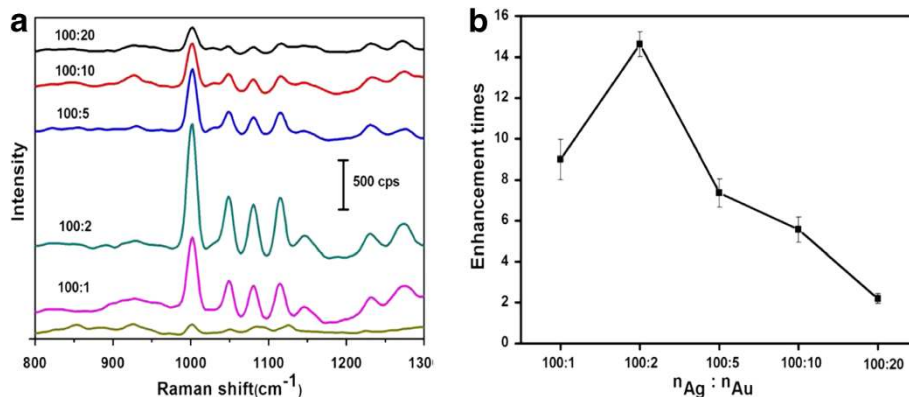 a
100:20
100:10
100:5
500 cps
100:2
100:1
Intensity
800 900 1000 1100 1200 1300
Raman shift(cm⁻¹)
b
16
14
12
10
8
6
4
2
0
Enhancement times
100:1 100:2 100:5 100:10 100:20
nAg : nAu